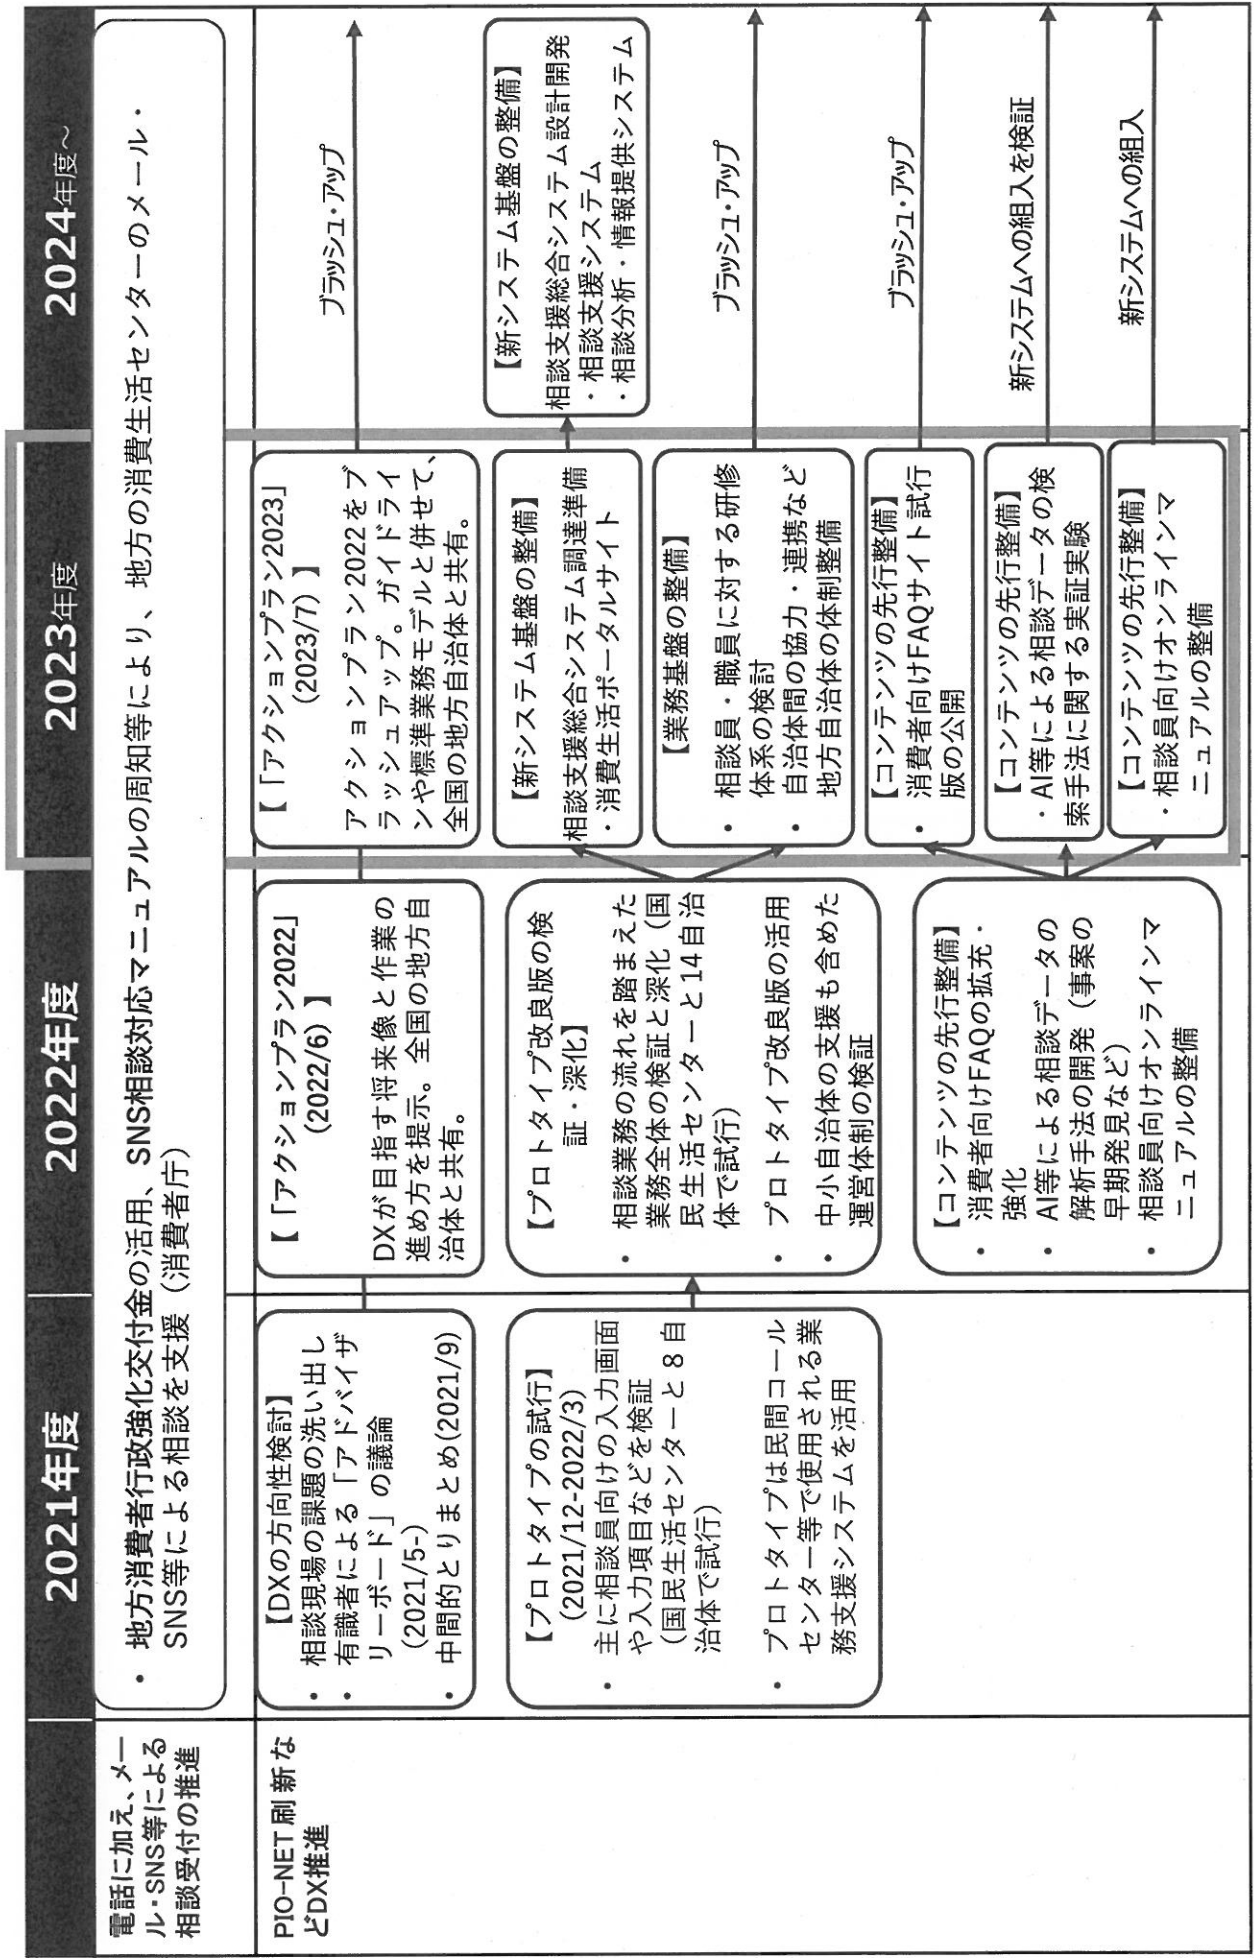 2021年度
2022年度
2023年度
2024年度～
電話に加え、メー
ル・SNS等による
相談受付の推進
• 地方消費者行政強化交付金の活用、SNS相談対応マニュアルの周知等により、地方の消費生活センターのメール・
SNS等による相談を支援（消費者庁）
PIO-NET刷新な
どDX推進
【DXの方向性検討】
• 相談現場の課題の洗い出し
• 有識者による「アドバイザ
リーボード」の議論
(2021/5-)
• 中間的とりまとめ(2021/9)
【プロトタイプの試行】
(2021/12-2022/3)
• 主に相談員向けの入力画面
や入力項目などを検証
（国民生活センターと８自
治体で試行）
• プロトタイプは民間コール
センター等で使用される業
務支援システムを活用
【「アクションプラン2022」
(2022/6)】
DXが目指す将来像と作業の
進め方を提示。全国の地方自
治体と共有。
【プロトタイプ改良版の検
証・深化】
• 相談業務の流れを踏まえた
業務全体の検証と深化（国
民生活センターと14自治
体で試行）
• プロトタイプ改良版の活用
• 中小自治体の支援も含めた
運営体制の検証
【コンテンツの先行整備】
• 消費者向けFAQの拡充・
強化
• AI等による相談データの
解析手法の開発（事案の
早期発見など）
• 相談員向けオンラインマ
ニュアルの整備
【「アクションプラン2023」
(2023/7)】
アクションプラン2022をブ
ラッシュアップ。ガイドライ
ンや標準業務モデルと併せて、
全国の地方自治体と共有。
【新システム基盤の整備】
相談支援総合システム調達準備
・消費生活ポータルサイト
【業務基盤の整備】
• 相談員・職員に対する研修
体系の検討
• 自治体間の協力・連携など
地方自治体の体制整備
【コンテンツの先行整備】
• 消費者向けFAQサイト試行
版の公開
【コンテンツの先行整備】
・AI等による相談データの検
索手法に関する実証実験
【コンテンツの先行整備】
・相談員向けオンラインマ
ニュアルの整備
ブラッシュ・アップ
【新システム基盤の整備】
相談支援総合システム設計開発
・相談支援システム
・相談分析・情報提供システム
ブラッシュ・アップ
ブラッシュ・アップ
新システムへの組入を検証
新システムへの組入